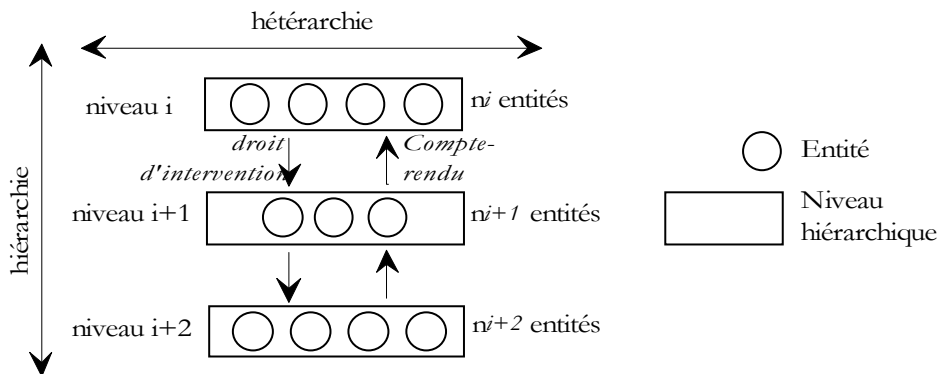 hétérarchie
hiérarchie
niveau i
ni entités
droit
d'intervention
Compte-
rendu
niveau i+1
ni+1 entités
niveau i+2
ni+2 entités
Entité
Niveau
hiérarchique